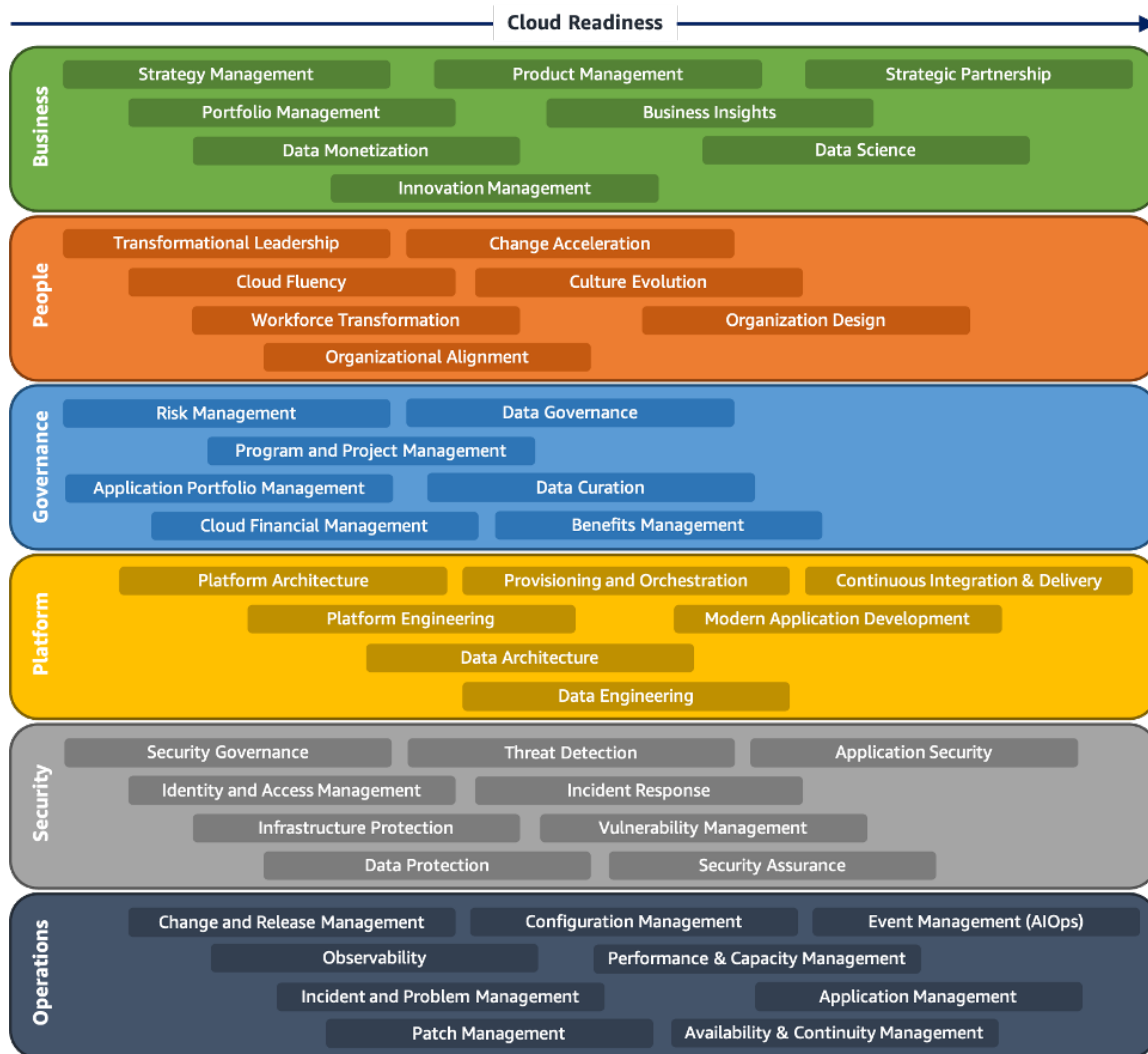 Cloud Readiness
Business
Strategy Management
Product Management
Strategic Partnership
Portfolio Management
Business Insights
Data Monetization
Data Science
Innovation Management
People
Transformational Leadership
Change Acceleration
Cloud Fluency
Culture Evolution
Workforce Transformation
Organization Design
Organizational Alignment
Governance
Risk Management
Data Governance
Program and Project Management
Application Portfolio Management
Data Curation
Cloud Financial Management
Benefits Management
Platform
Platform Architecture
Provisioning and Orchestration
Continuous Integration & Delivery
Platform Engineering
Modern Application Development
Data Architecture
Data Engineering
Security
Security Governance
Threat Detection
Application Security
Identity and Access Management
Incident Response
Infrastructure Protection
Vulnerability Management
Data Protection
Security Assurance
Operations
Change and Release Management
Configuration Management
Event Management (AIOps)
Observability
Performance & Capacity Management
Incident and Problem Management
Application Management
Patch Management
Availability & Continuity Management